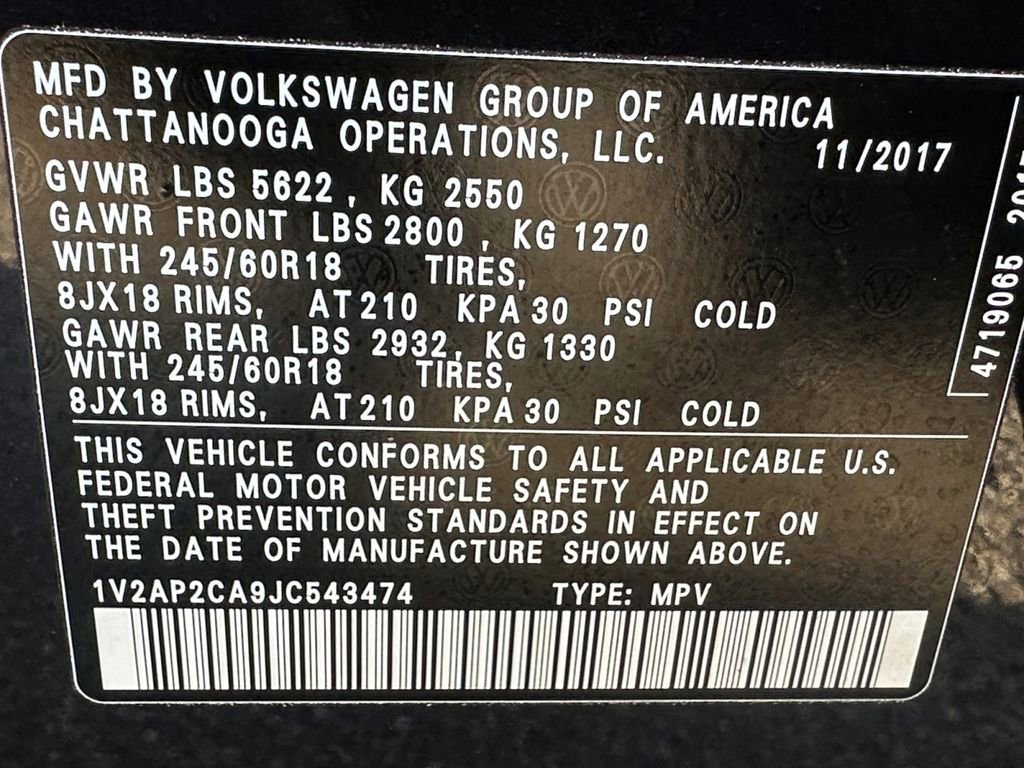 MFD BY VOLKSWAGEN GROUP OF AMERICA
CHATTANOOGA OPERATIONS, LLC. 11/2017
GVWR LBS 5622, KG 2550
GAWR FRONT LBS 2800, KG 1270
WITH 245/60R18 TIRES,
8JX18 RIMS, AT 210 KPA 30 PSI COLD
GAWR REAR LBS 2932, KG 1330
WITH 245/60R18 TIRES,
8JX18 RIMS, AT 210 KPA 30 PSI COLD
THIS VEHICLE CONFORMS TO ALL APPLICABLE U.S.
FEDERAL MOTOR VEHICLE SAFETY AND
THEFT PREVENTION STANDARDS IN EFFECT ON
THE DATE OF MANUFACTURE SHOWN ABOVE.
1V2AP2CA9JC543474 TYPE: MPV
4719065